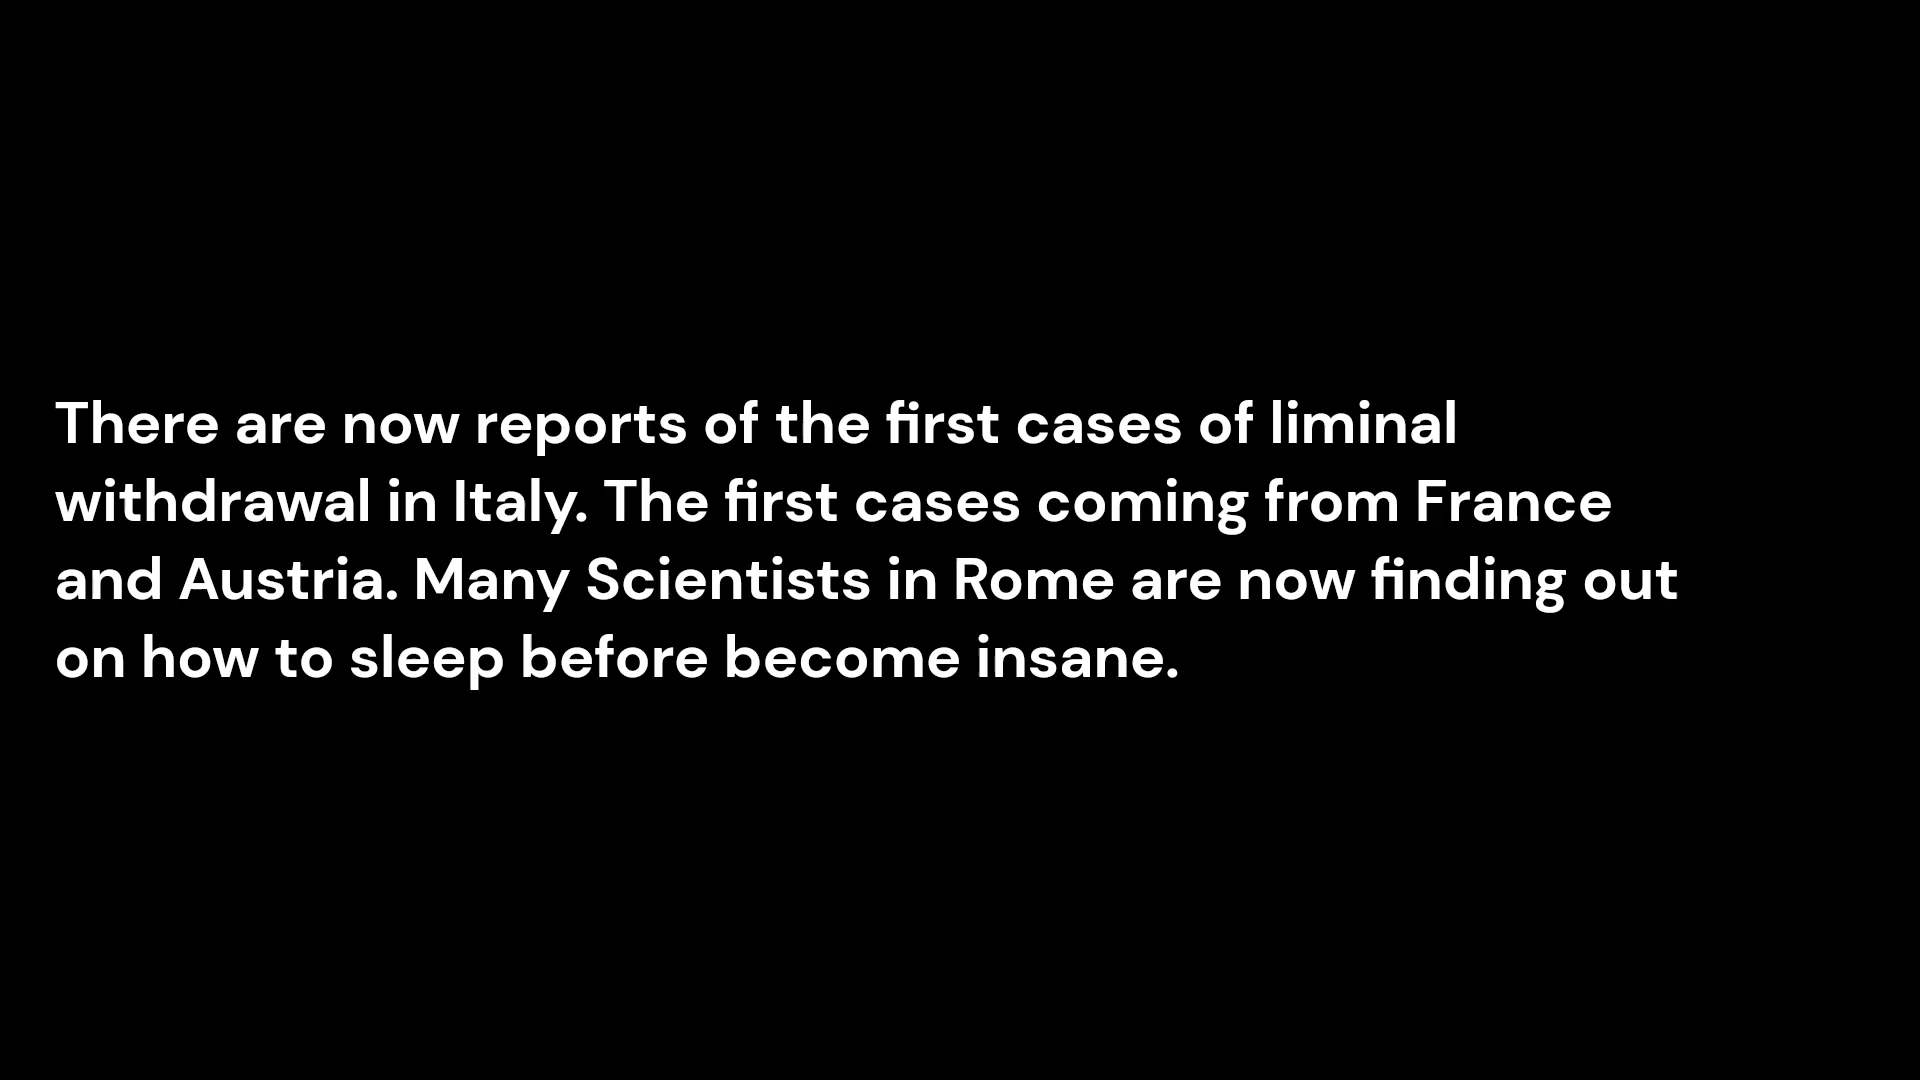 There are now reports of the first cases of liminal
withdrawal in Italy. The first cases coming from France
and Austria. Many Scientists in Rome are now finding out
on how to sleep before become insane.